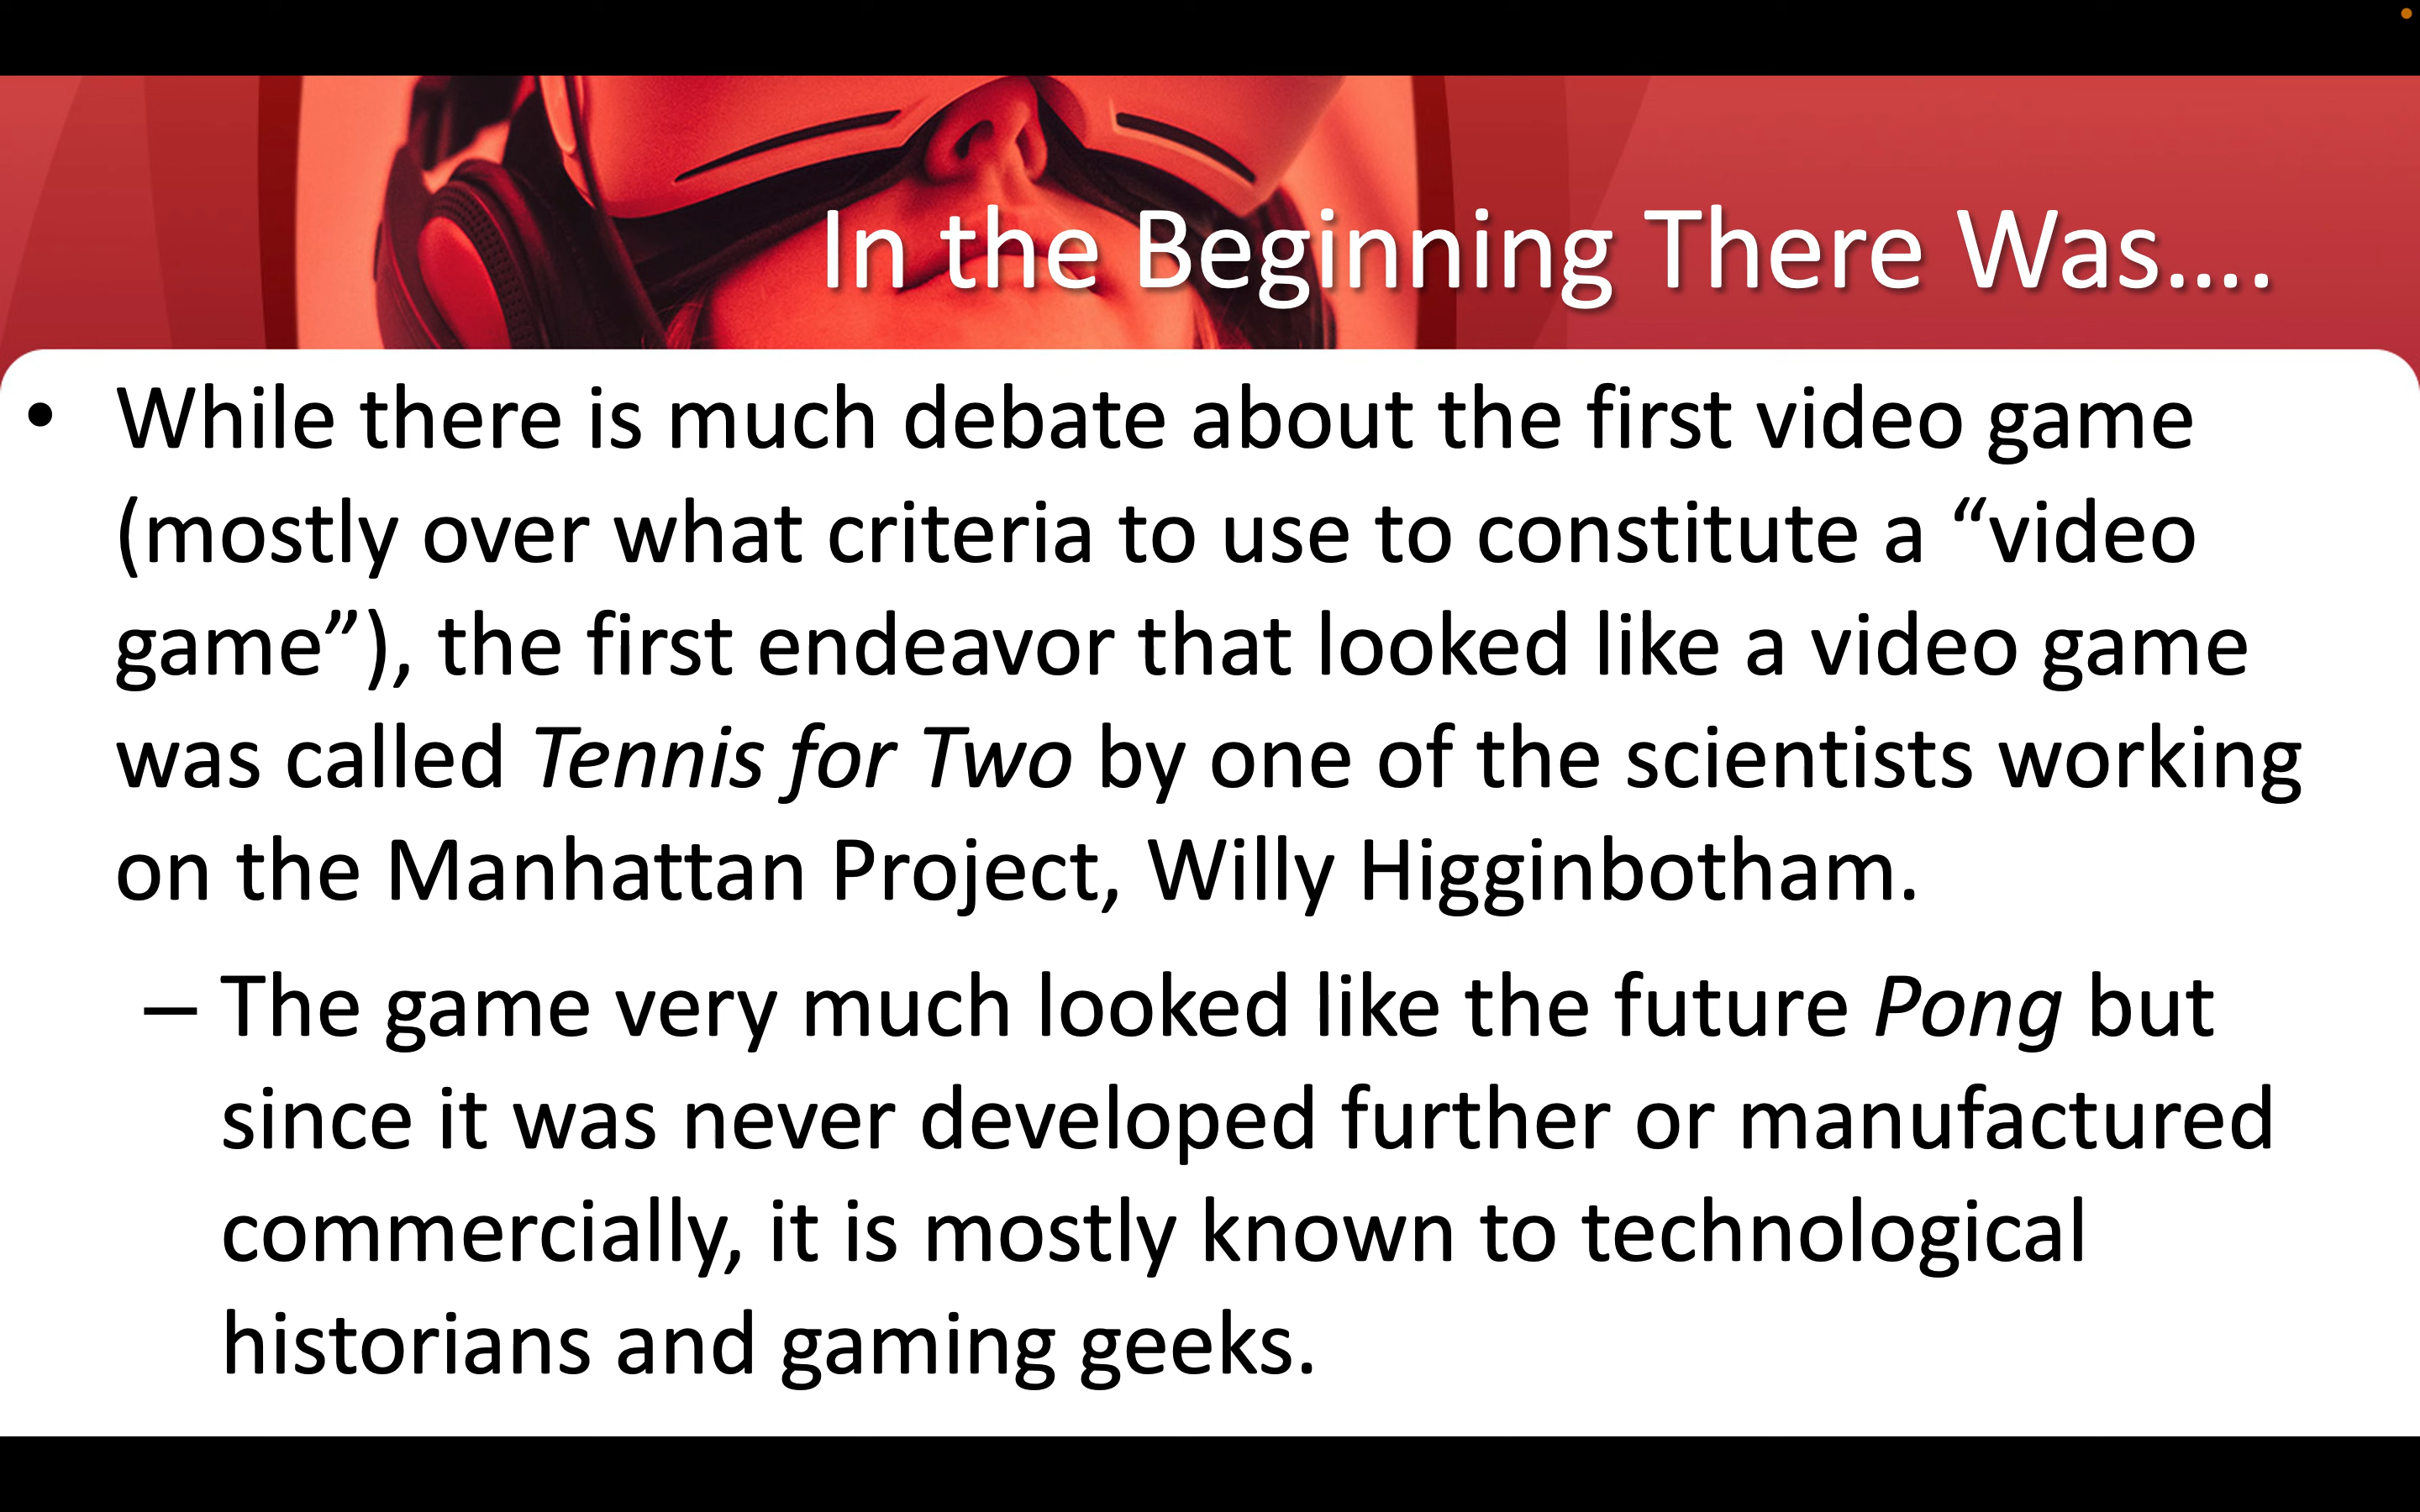 In the Beginning There Was....
• While there is much debate about the first video game
(mostly over what criteria to use to constitute a “video
game”), the first endeavor that looked like a video game
was called Tennis for Two by one of the scientists working
on the Manhattan Project, Willy Higginbotham.
– The game very much looked like the future Pong but
since it was never developed further or manufactured
commercially, it is mostly known to technological
historians and gaming geeks.